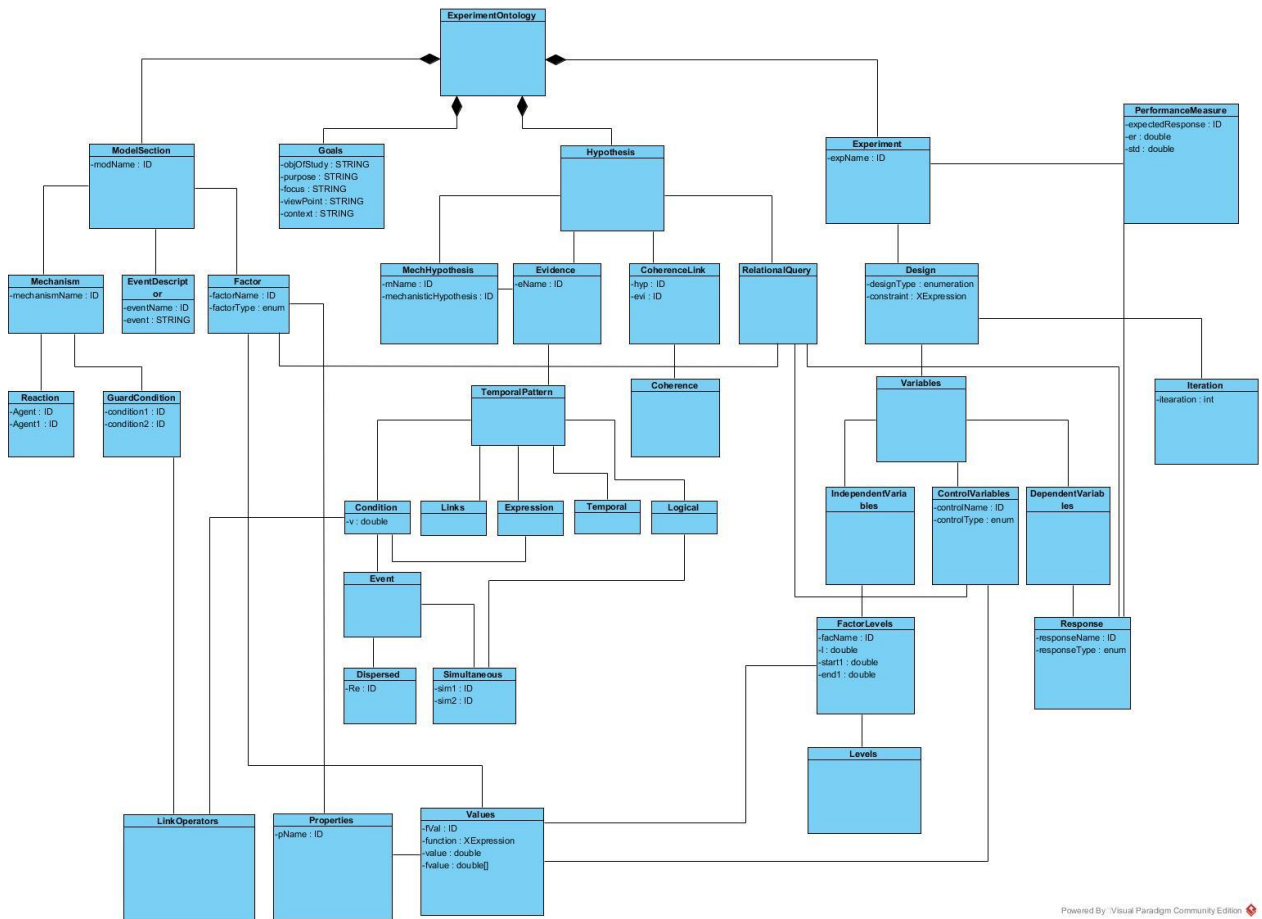 ExperimentOntology
PerformanceMeasure
-expectedResponse : ID
-er : double
-std : double
ModelSection
-modName : ID
Goals
-objOfStudy : STRING
-purpose : STRING
-focus : STRING
-viewPoint : STRING
-context : STRING
Hypothesis
Experiment
-expName : ID
Mechanism
-mechanismName : ID
EventDescript
or
-eventName : ID
-event : STRING
Factor
-factorName : ID
-factorType : enum
MechHypothesis
-mName : ID
-mechanisticHypothesis : ID
Evidence
-eName : ID
CoherenceLink
-hyp : ID
-evi : ID
RelationalQuery
Design
-designType : enumeration
-constraint : XExpression
Reaction
-Agent : ID
-Agent1 : ID
GuardCondition
-condition1 : ID
-condition2 : ID
TemporalPattern
Coherence
Variables
Iteration
-itearation : int
Condition
-v : double
Links
Expression
Temporal
Logical
IndependentVaria
bles
ControlVariables
-controlName : ID
-controlType : enum
DependentVariab
les
Event
FactorLevels
-facName : ID
-l : double
-start1 : double
-end1 : double
Response
-responseName : ID
-responseType : enum
Dispersed
-Re : ID
Simultaneous
-sim1 : ID
-sim2 : ID
Levels
LinkOperators
Properties
-pName : ID
Values
-fVal : ID
-function : XExpression
-value : double
-fvalue : double[]
Powered By Visual Paradigm Community Edition